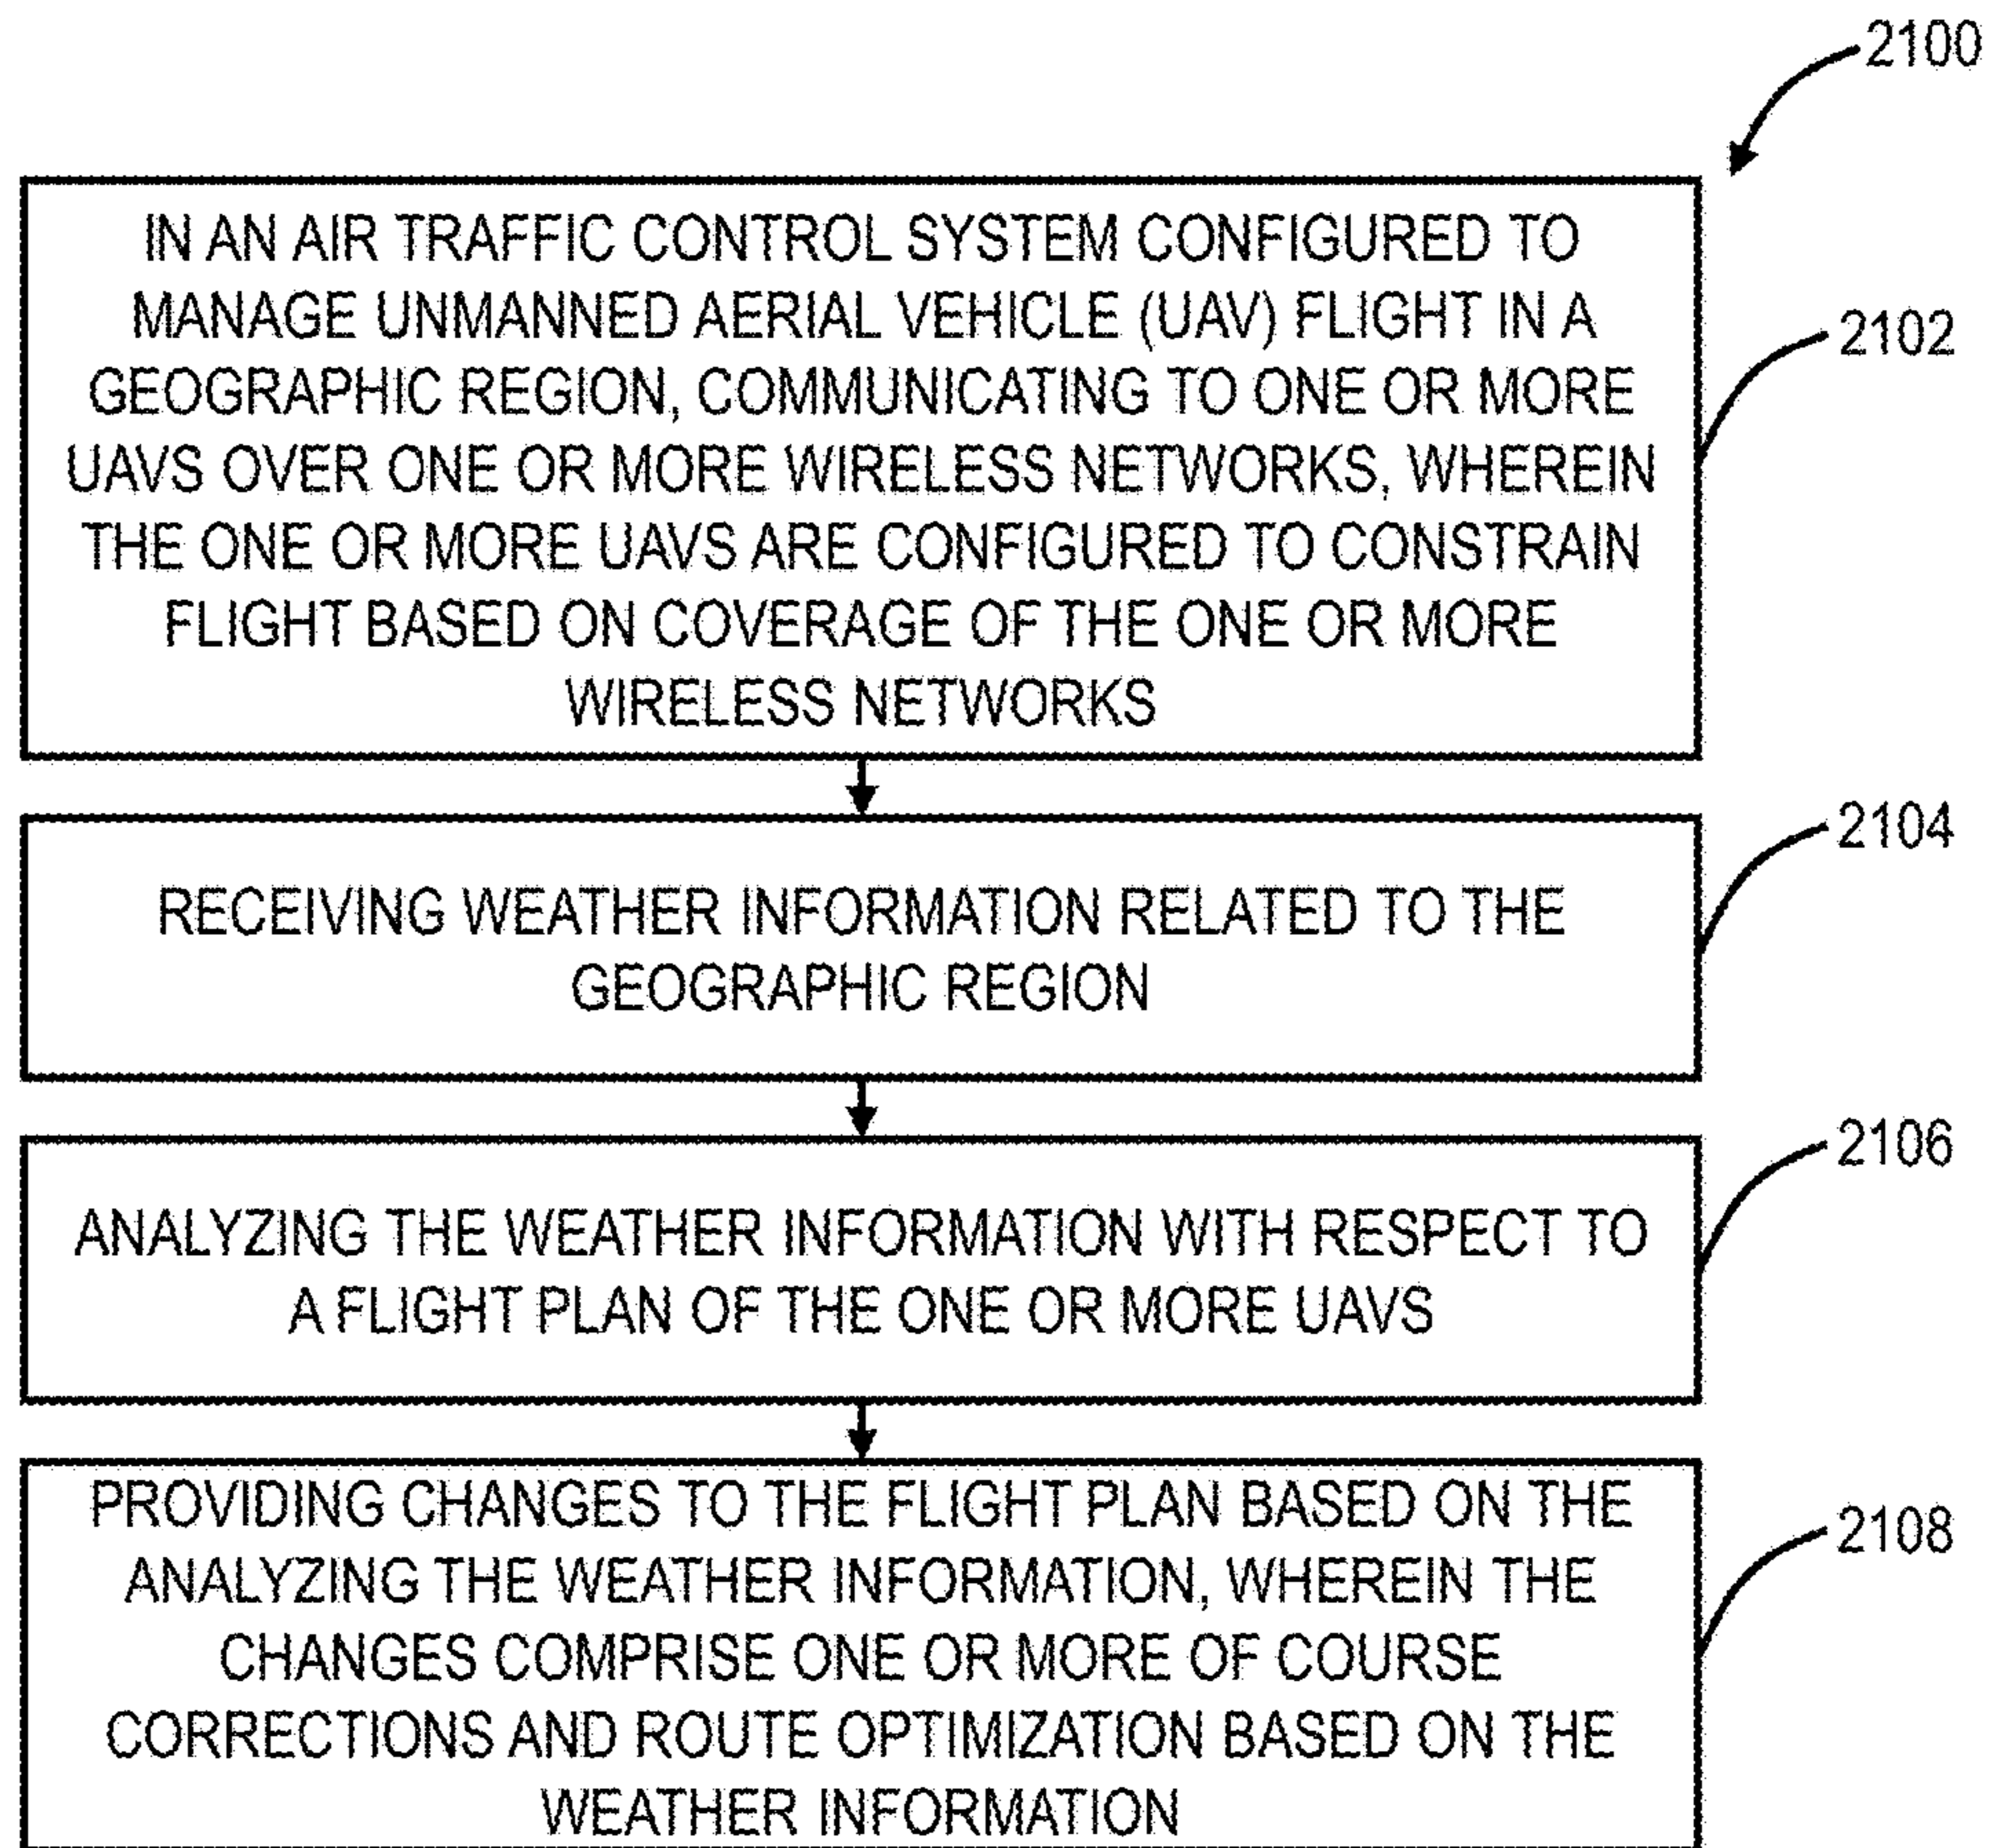 2100
IN AN AIR TRAFFIC CONTROL SYSTEM CONFIGURED TO
MANAGE UNMANNED AERIAL VEHICLE (UAV) FLIGHT IN A
GEOGRAPHIC REGION, COMMUNICATING TO ONE OR MORE
UAVS OVER ONE OR MORE WIRELESS NETWORKS, WHEREIN
THE ONE OR MORE UAVS ARE CONFIGURED TO CONSTRAIN
FLIGHT BASED ON COVERAGE OF THE ONE OR MORE
WIRELESS NETWORKS
2102
RECEIVING WEATHER INFORMATION RELATED TO THE
GEOGRAPHIC REGION
2104
ANALYZING THE WEATHER INFORMATION WITH RESPECT TO
A FLIGHT PLAN OF THE ONE OR MORE UAVS
2106
PROVIDING CHANGES TO THE FLIGHT PLAN BASED ON THE
ANALYZING THE WEATHER INFORMATION, WHEREIN THE
CHANGES COMPRISE ONE OR MORE OF COURSE
CORRECTIONS AND ROUTE OPTIMIZATION BASED ON THE
WEATHER INFORMATION
2108